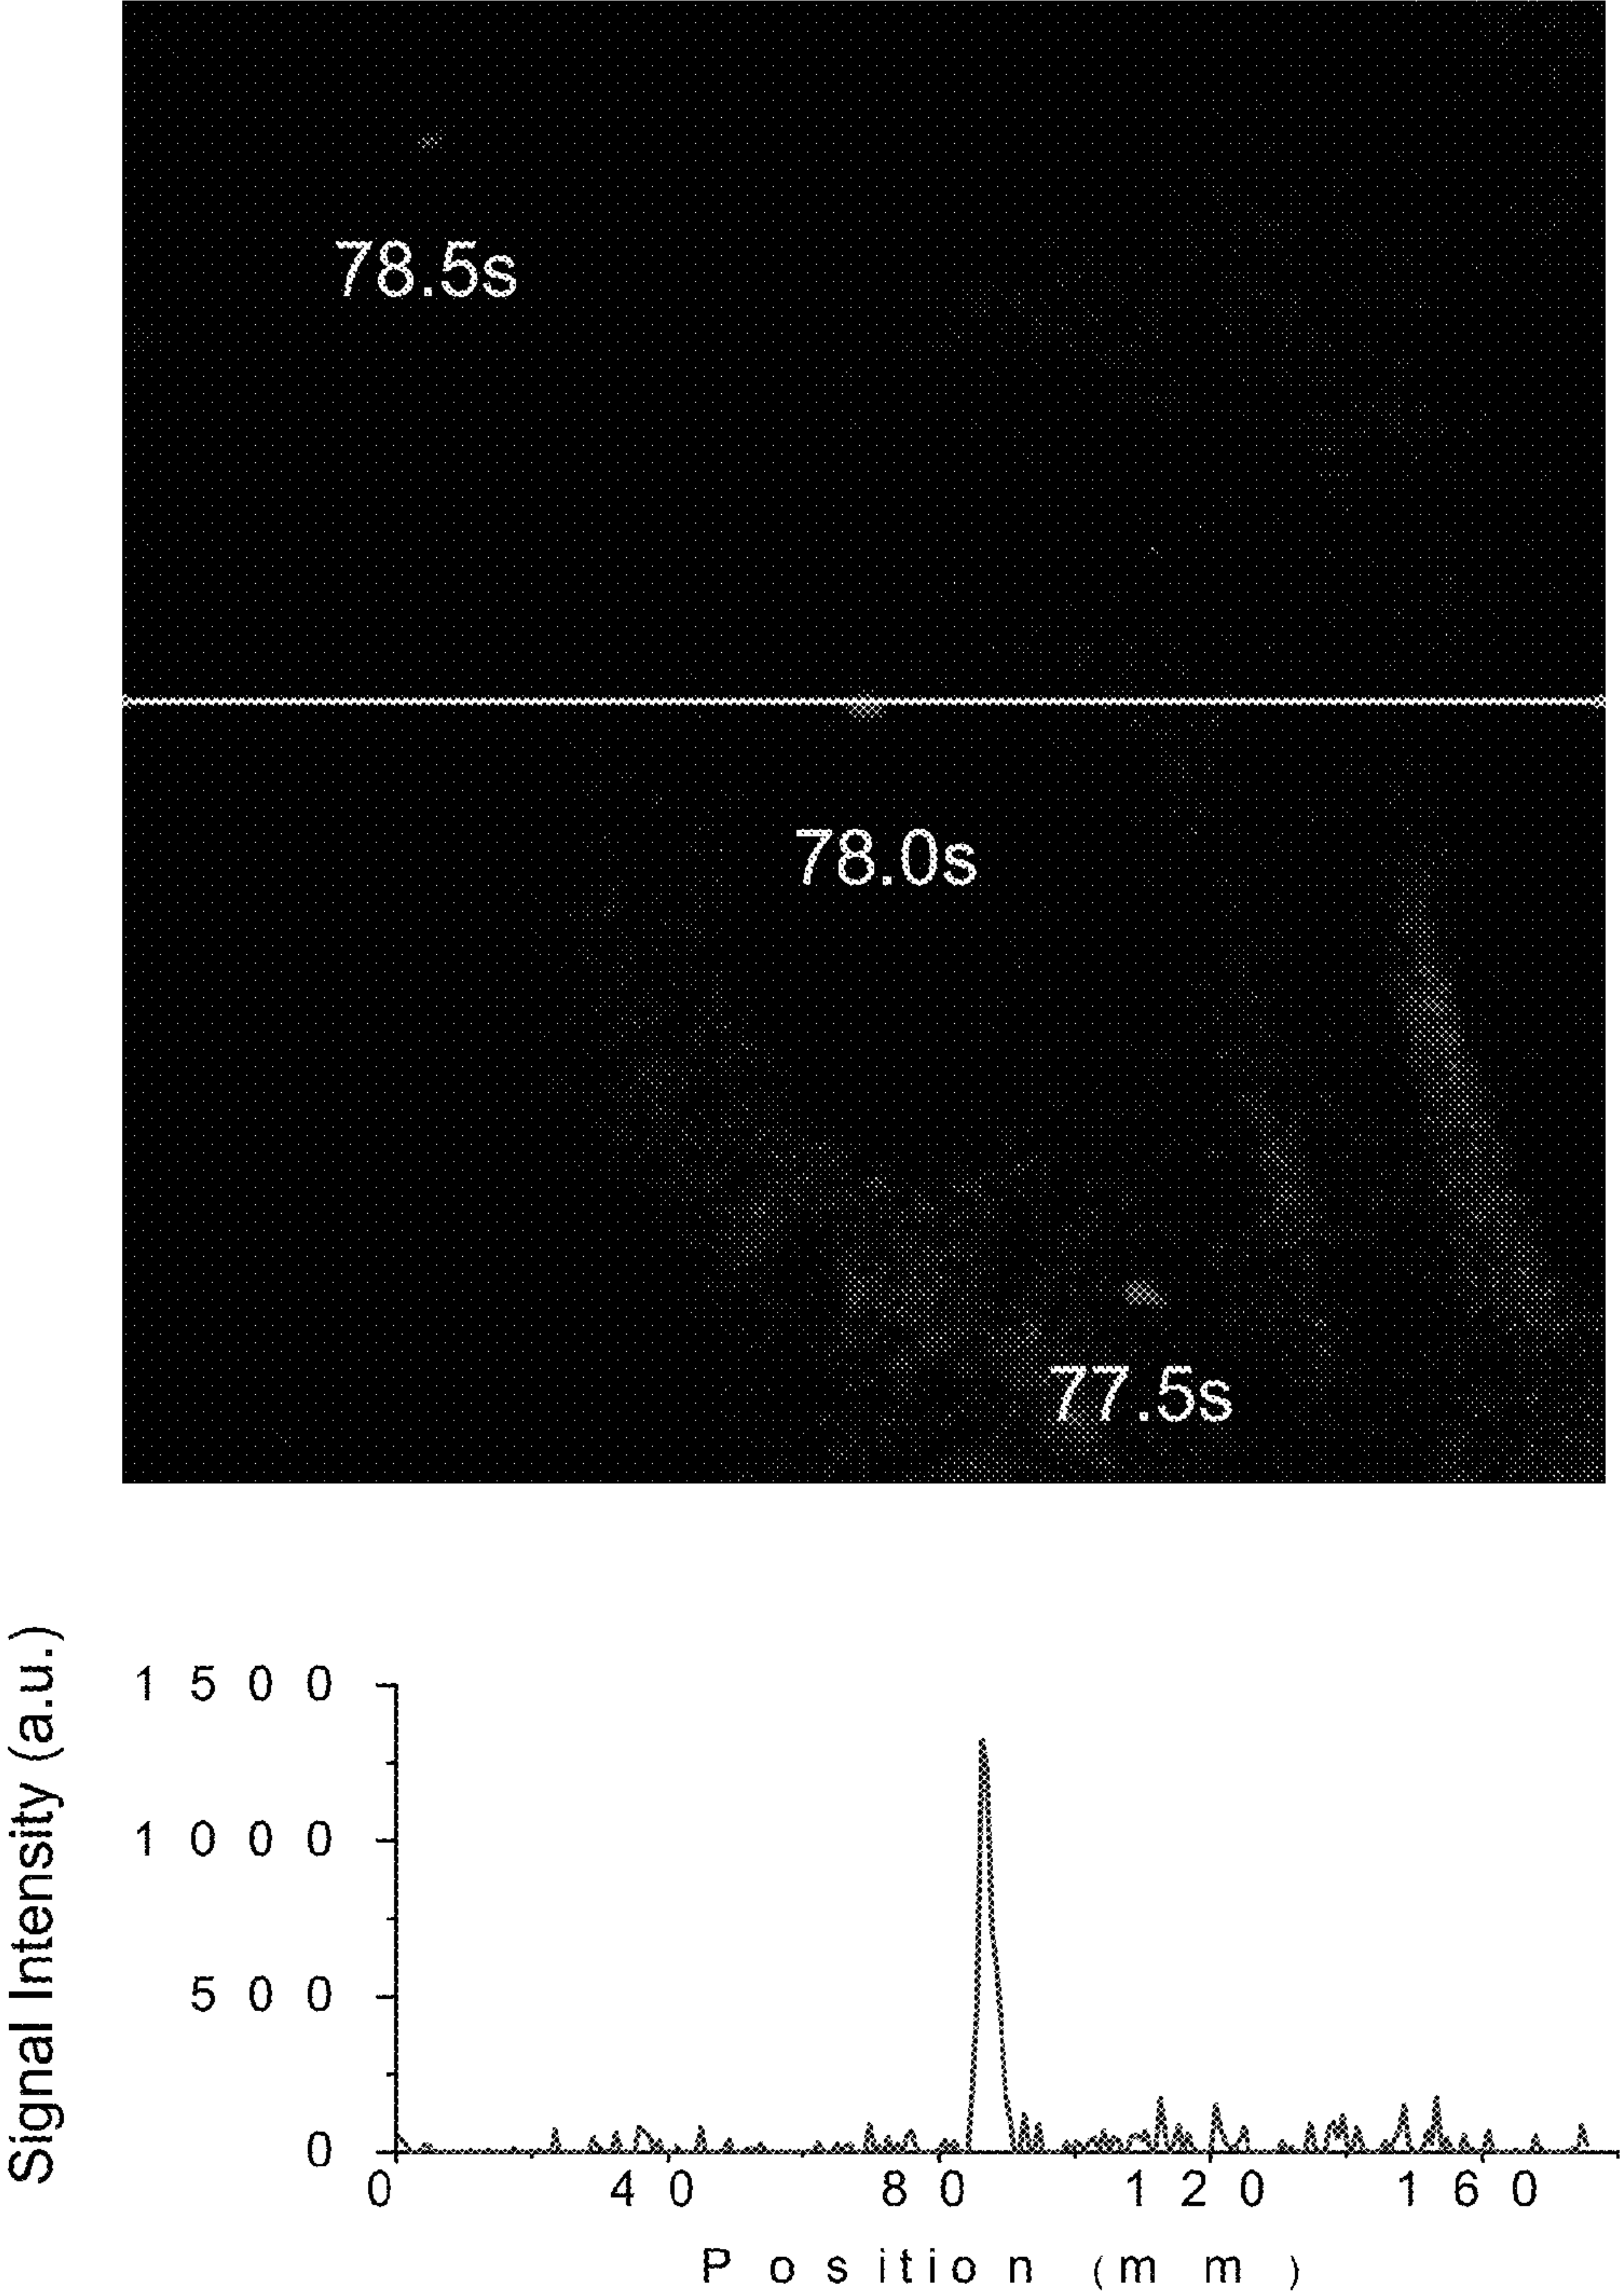 78.5s
78.0s
77.5s
Signal Intensity (a.u.)
1500
1000
500
0
0 40 80 120 160
Position (mm)